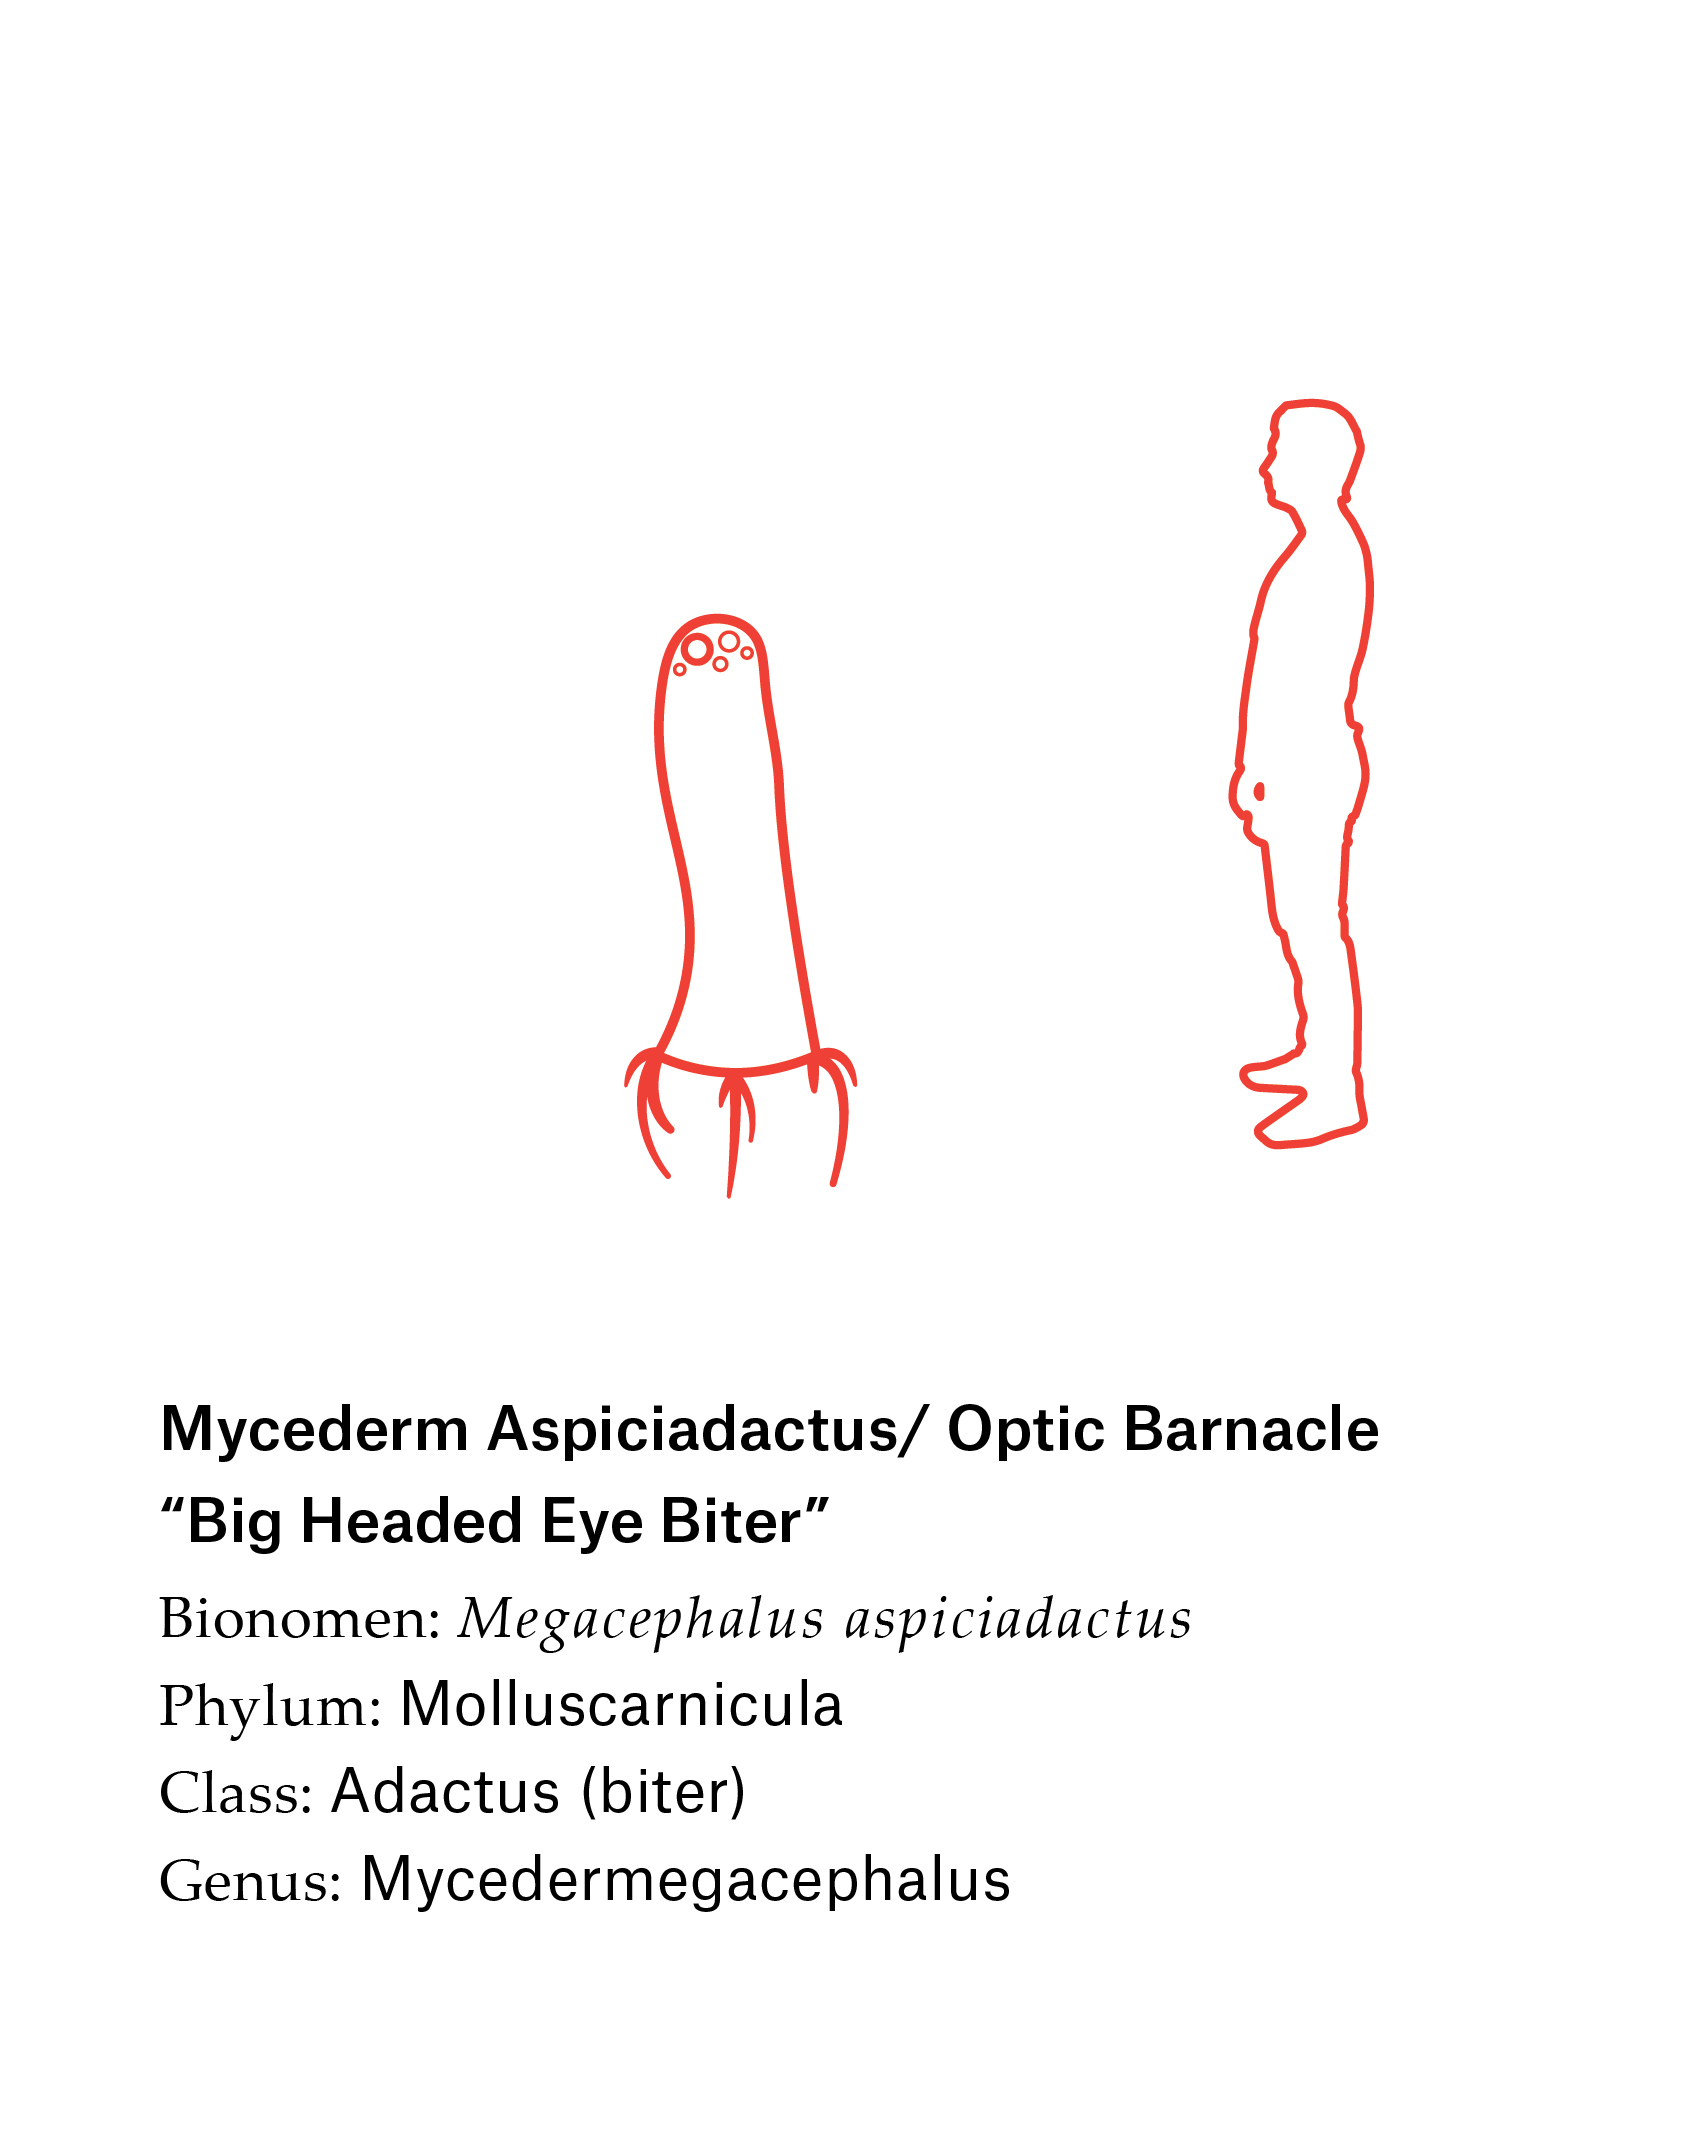 Mycederm Aspiciadactus/ Optic Barnacle
“Big Headed Eye Biter”
Bionomen: Megacephalus aspiciadactus
Phylum: Molluscarnicula
Class: Adactus (biter)
Genus: Mycedermegacephalus